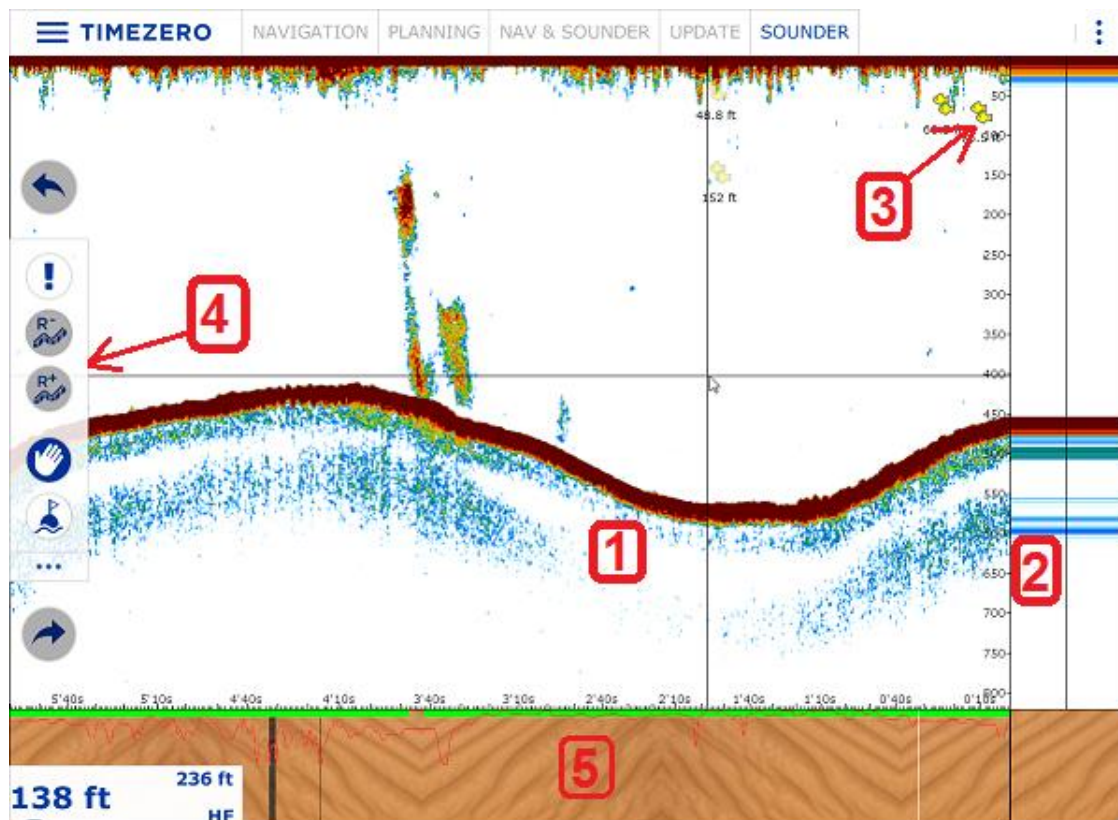 TIMEZERO NAVIGATION PLANNING NAV & SOUNDER UPDATE SOUNDER
50
48.8 ft
100
3
150
152 ft
200
250
!
4
300
R-
350
R+
400
450
500
550
1
600
2
650
...
700
750
5'40s 5'10s 4'40s 4'10s 3'40s 3'10s 2'40s 2'10s 1'40s 1'10s 0'40s 0'10s
800
5
236 ft
138 ft
HF